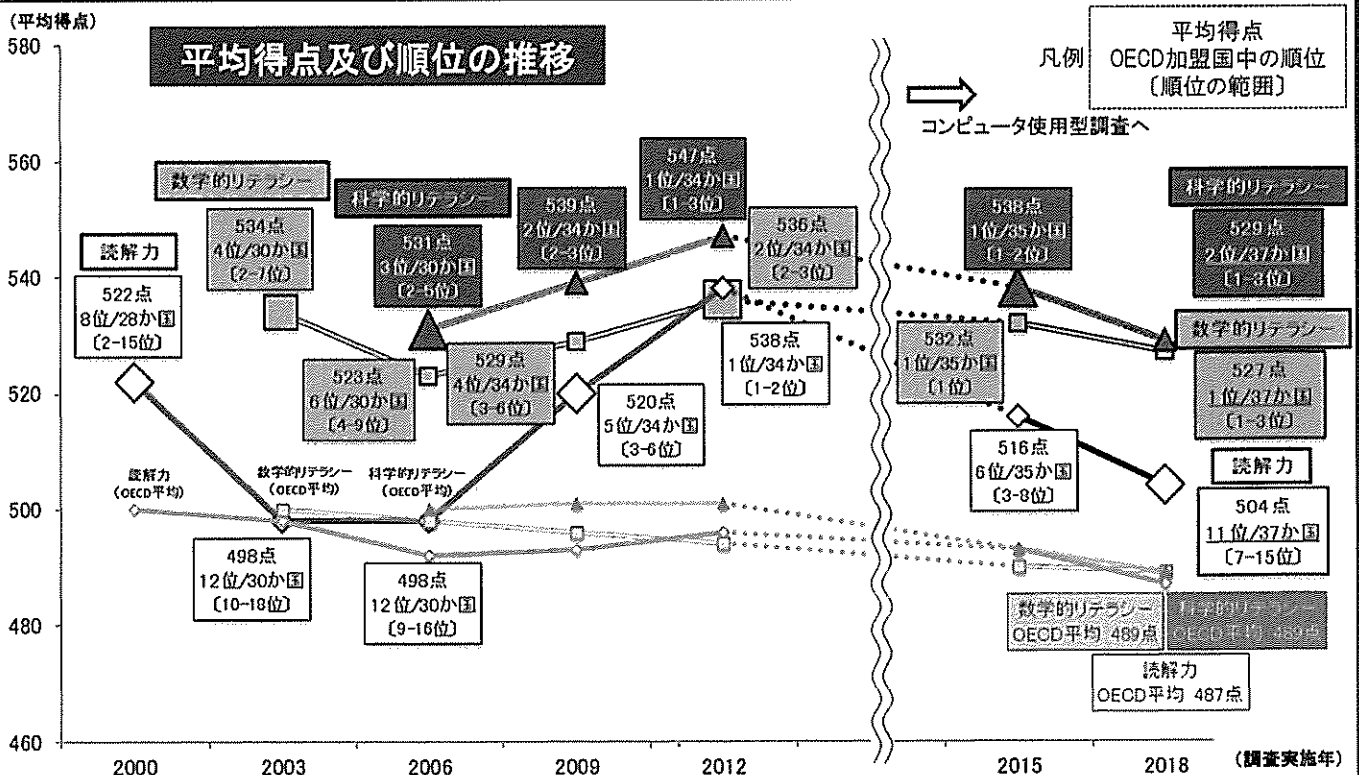 (平均得点)
580
560
540
520
500
480
460
平均得点及び順位の推移
凡例
平均得点
OECD加盟国中の順位
〔順位の範囲〕
コンピュータ使用型調査へ
読解力
522点
8位/28か国
〔2-15位〕
数学的リテラシー
534点
4位/30か国
〔2-7位〕
科学的リテラシー
531点
3位/30か国
〔2-5位〕
539点
2位/34か国
〔2-3位〕
547点
1位/34か国
〔1-3位〕
536点
2位/34か国
〔2-3位〕
523点
6位/30か国
〔4-9位〕
529点
4位/34か国
〔3-6位〕
520点
5位/34か国
〔3-6位〕
538点
1位/34か国
〔1-2位〕
538点
1位/35か国
〔1-2位〕
532点
1位/35か国
〔1位〕
516点
6位/35か国
〔3-8位〕
科学的リテラシー
529点
2位/37か国
〔1-3位〕
数学的リテラシー
527点
1位/37か国
〔1-3位〕
読解力
504点
11位/37か国
〔7-15位〕
読解力
(OECD平均)
数学的リテラシー
(OECD平均)
科学的リテラシー
(OECD平均)
498点
12位/30か国
〔10-18位〕
498点
12位/30か国
〔9-16位〕
数学的リテラシー
OECD平均 489点
科学的リテラシー
OECD平均 489点
読解力
OECD平均 487点
2000
2003
2006
2009
2012
2015
2018
(調査実施年)